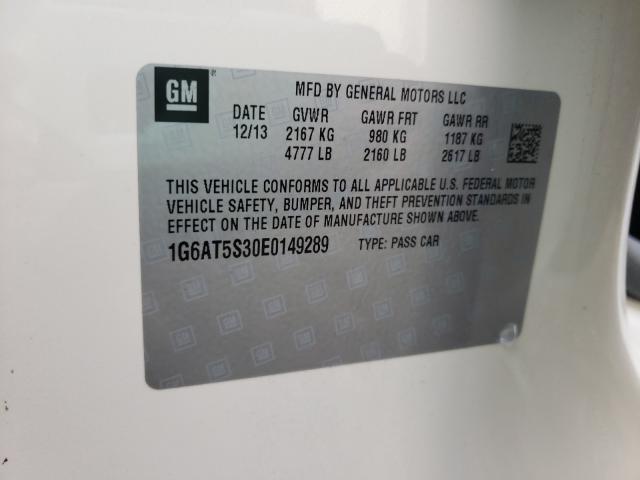 GM
MFD BY GENERAL MOTORS LLC
DATE GVWR GAWR FRT GAWR RR
12/13 2167 KG 980 KG 1187 KG
4777 LB 2160 LB 2617 LB
THIS VEHICLE CONFORMS TO ALL APPLICABLE U.S. FEDERAL MOTOR
VEHICLE SAFETY, BUMPER, AND THEFT PREVENTION STANDARDS IN
EFFECT ON THE DATE OF MANUFACTURE SHOWN ABOVE.
1G6AT5S30E0149289 TYPE: PASS CAR